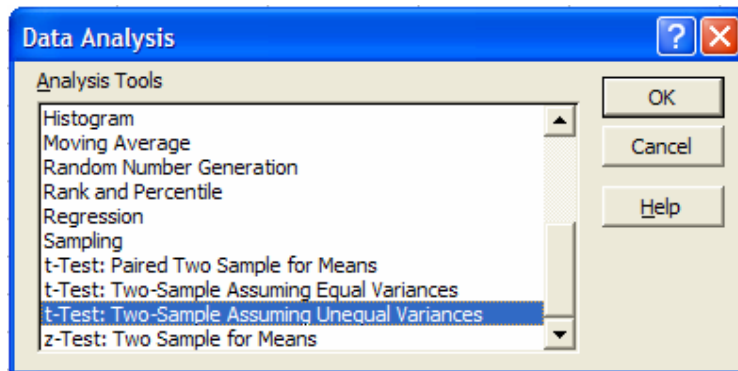 Data Analysis
?
Analysis Tools
Histogram
Moving Average
Random Number Generation
Rank and Percentile
Regression
Sampling
t-Test: Paired Two Sample for Means
t-Test: Two-Sample Assuming Equal Variances
t-Test: Two-Sample Assuming Unequal Variances
z-Test: Two Sample for Means
OK
Cancel
Help